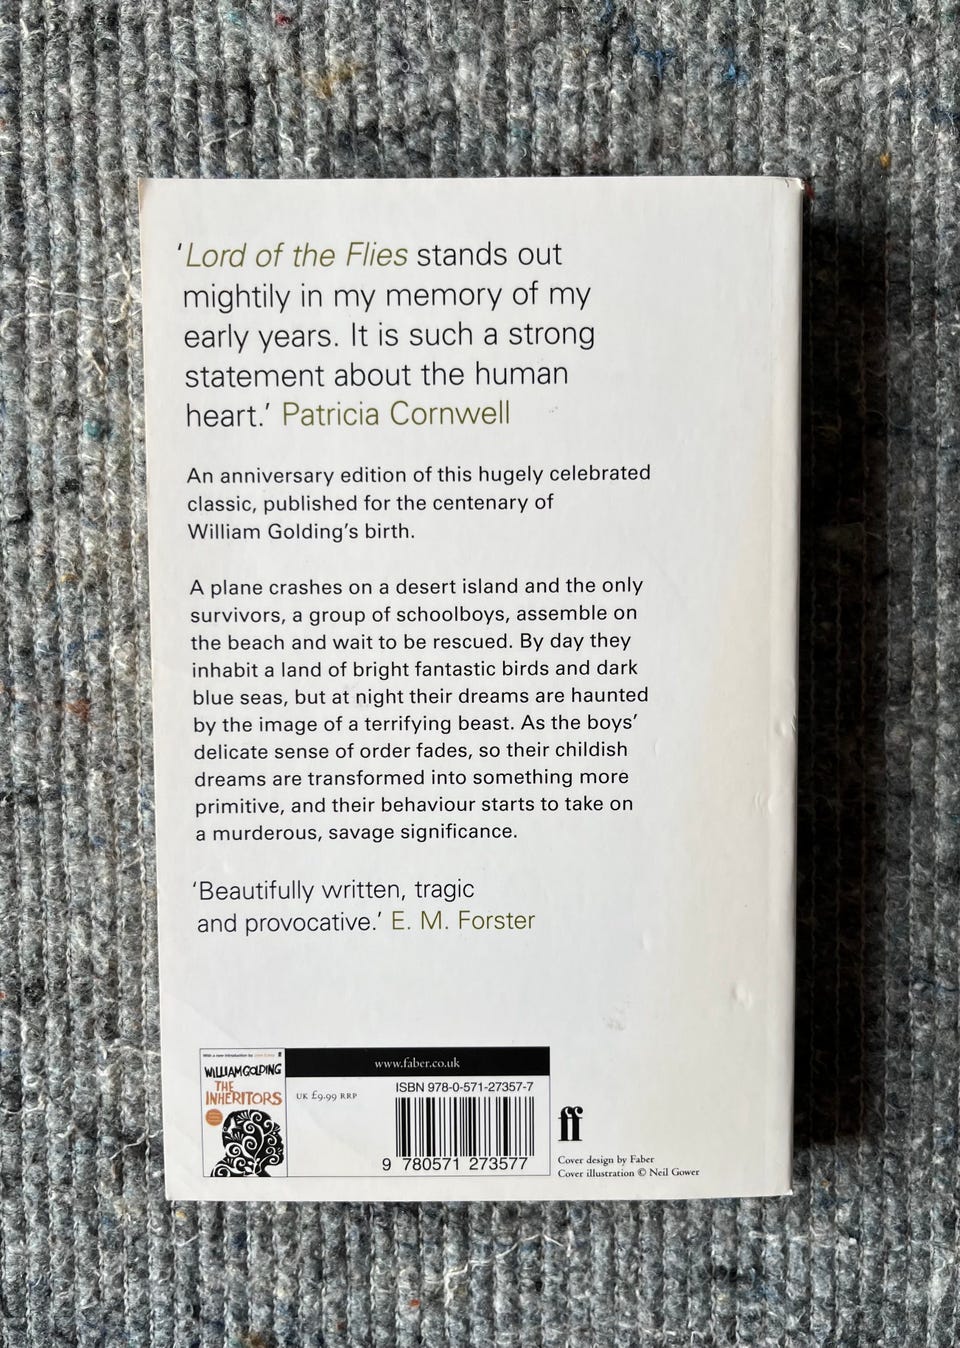 ‘Lord of the Flies stands out
mightily in my memory of my
early years. It is such a strong
statement about the human
heart.’ Patricia Cornwell
An anniversary edition of this hugely celebrated
classic, published for the centenary of
William Golding’s birth.
A plane crashes on a desert island and the only
survivors, a group of schoolboys, assemble on
the beach and wait to be rescued. By day they
inhabit a land of bright fantastic birds and dark
blue seas, but at night their dreams are haunted
by the image of a terrifying beast. As the boys’
delicate sense of order fades, so their childish
dreams are transformed into something more
primitive, and their behaviour starts to take on
a murderous, savage significance.
‘Beautifully written, tragic
and provocative.’ E. M. Forster
With a new introduction by
WILLIAM GOLDING
THE
INHERITORS
www.faber.co.uk
UK £9.99 RRP
ISBN 978-0-571-27357-7
9 780571 273577
ff
Cover design by Faber
Cover illustration © Neil Gower